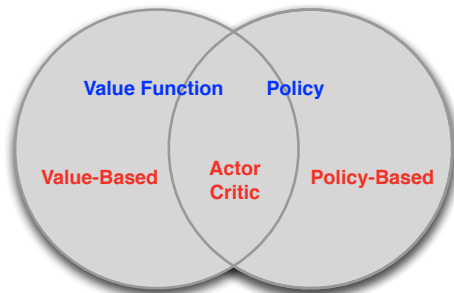 Value Function
Policy
Value-Based
Actor
Critic
Policy-Based